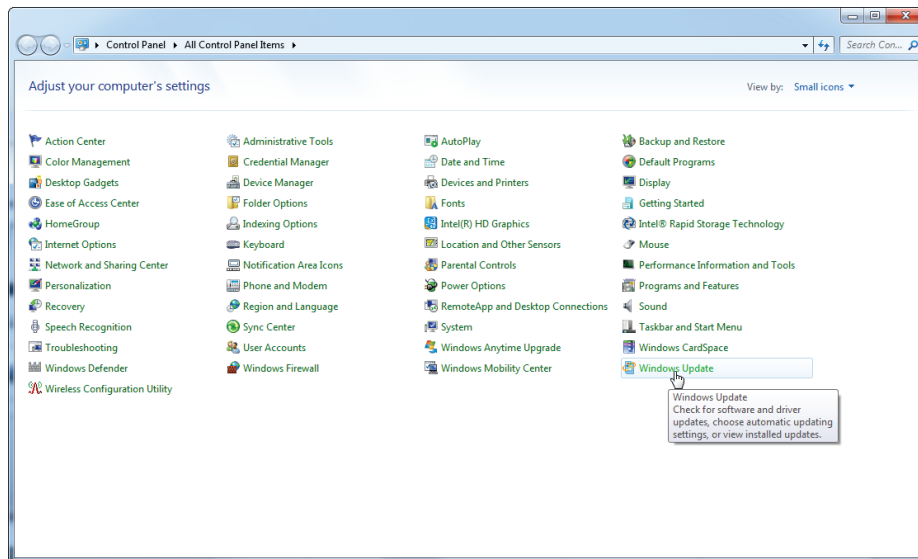 Control Panel ▸ All Control Panel Items ▸
Search Con...
Adjust your computer's settings
View by: Small icons
Action Center Administrative Tools AutoPlay Backup and Restore
Color Management Credential Manager Date and Time Default Programs
Desktop Gadgets Device Manager Devices and Printers Display
Ease of Access Center Folder Options Fonts Getting Started
HomeGroup Indexing Options Intel(R) HD Graphics Intel® Rapid Storage Technology
Internet Options Keyboard Location and Other Sensors Mouse
Network and Sharing Center Notification Area Icons Parental Controls Performance Information and Tools
Personalization Phone and Modem Power Options Programs and Features
Recovery Region and Language RemoteApp and Desktop Connections Sound
Speech Recognition Sync Center System Taskbar and Start Menu
Troubleshooting User Accounts Windows Anytime Upgrade Windows CardSpace
Windows Defender Windows Firewall Windows Mobility Center Windows Update
Wireless Configuration Utility
Windows Update
Check for software and driver
updates, choose automatic updating
settings, or view installed updates.